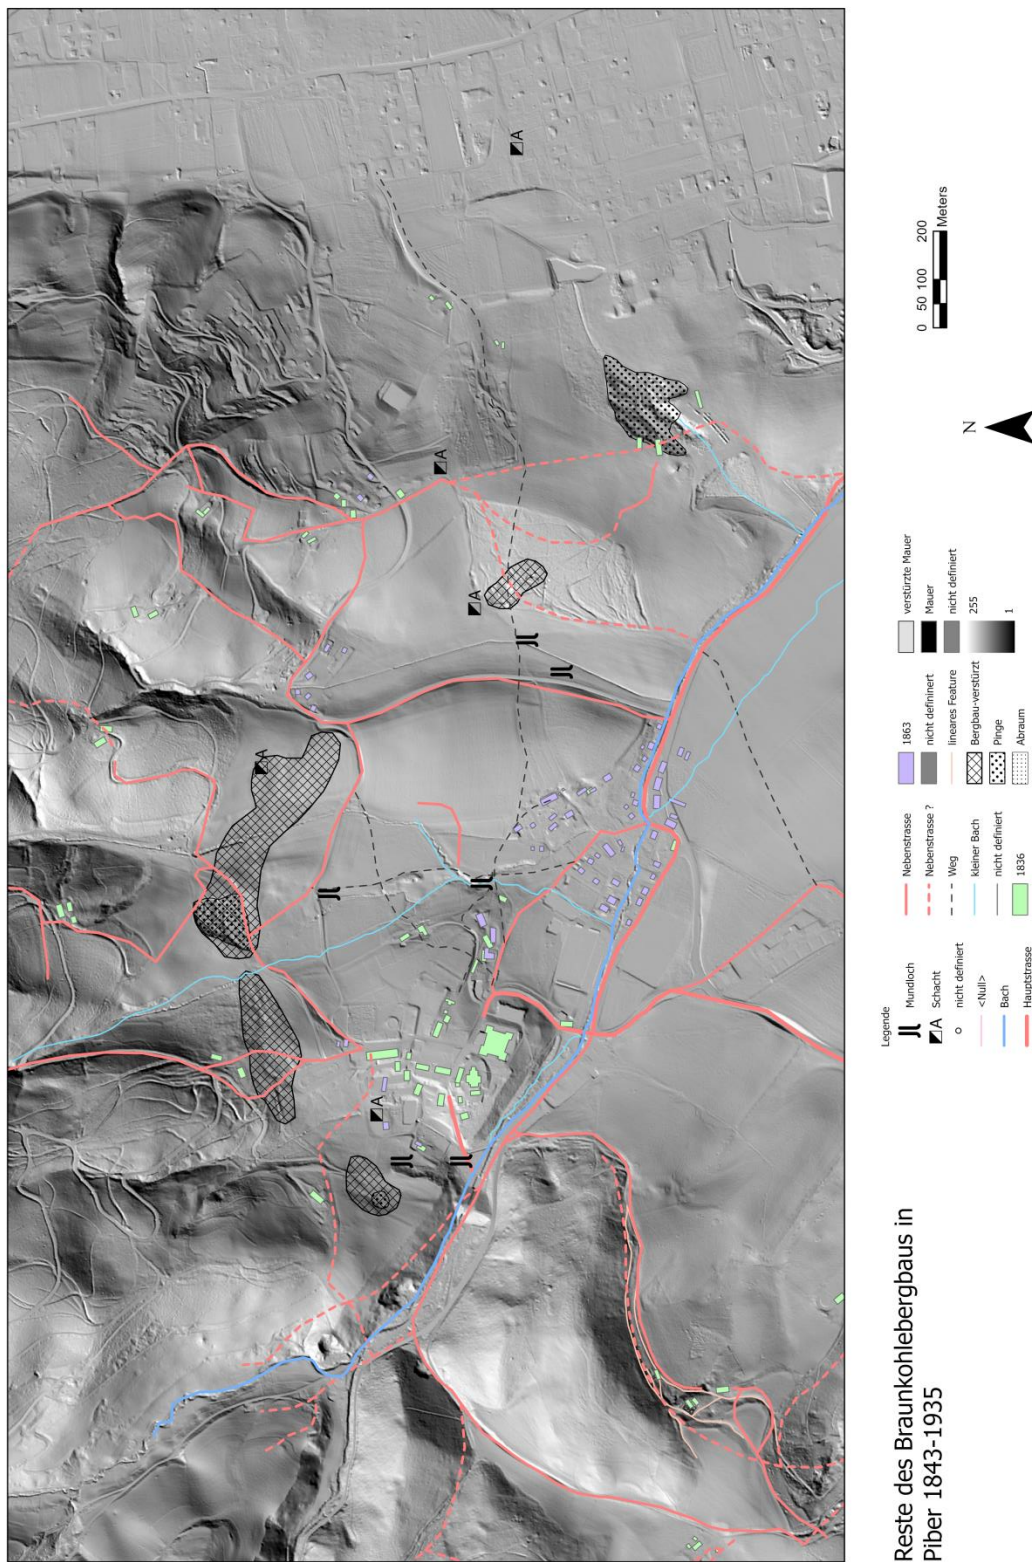 A
A
A
A
A
Reste des Braunkohlebergbaus in
Piber 1843-1935
Legende
Mundloch
A Schacht
nicht definiert
<Null>
Bach
Hauptstrasse
Nebenstrasse
Nebenstrasse ?
Weg
kleiner Bach
nicht definiert
1836
1863
nicht defininert
lineares Feature
Bergbau-verstürzt
Pinge
Abraum
verstürzte Mauer
Mauer
nicht definiert
255
1
N
0 50 100 200
Meters